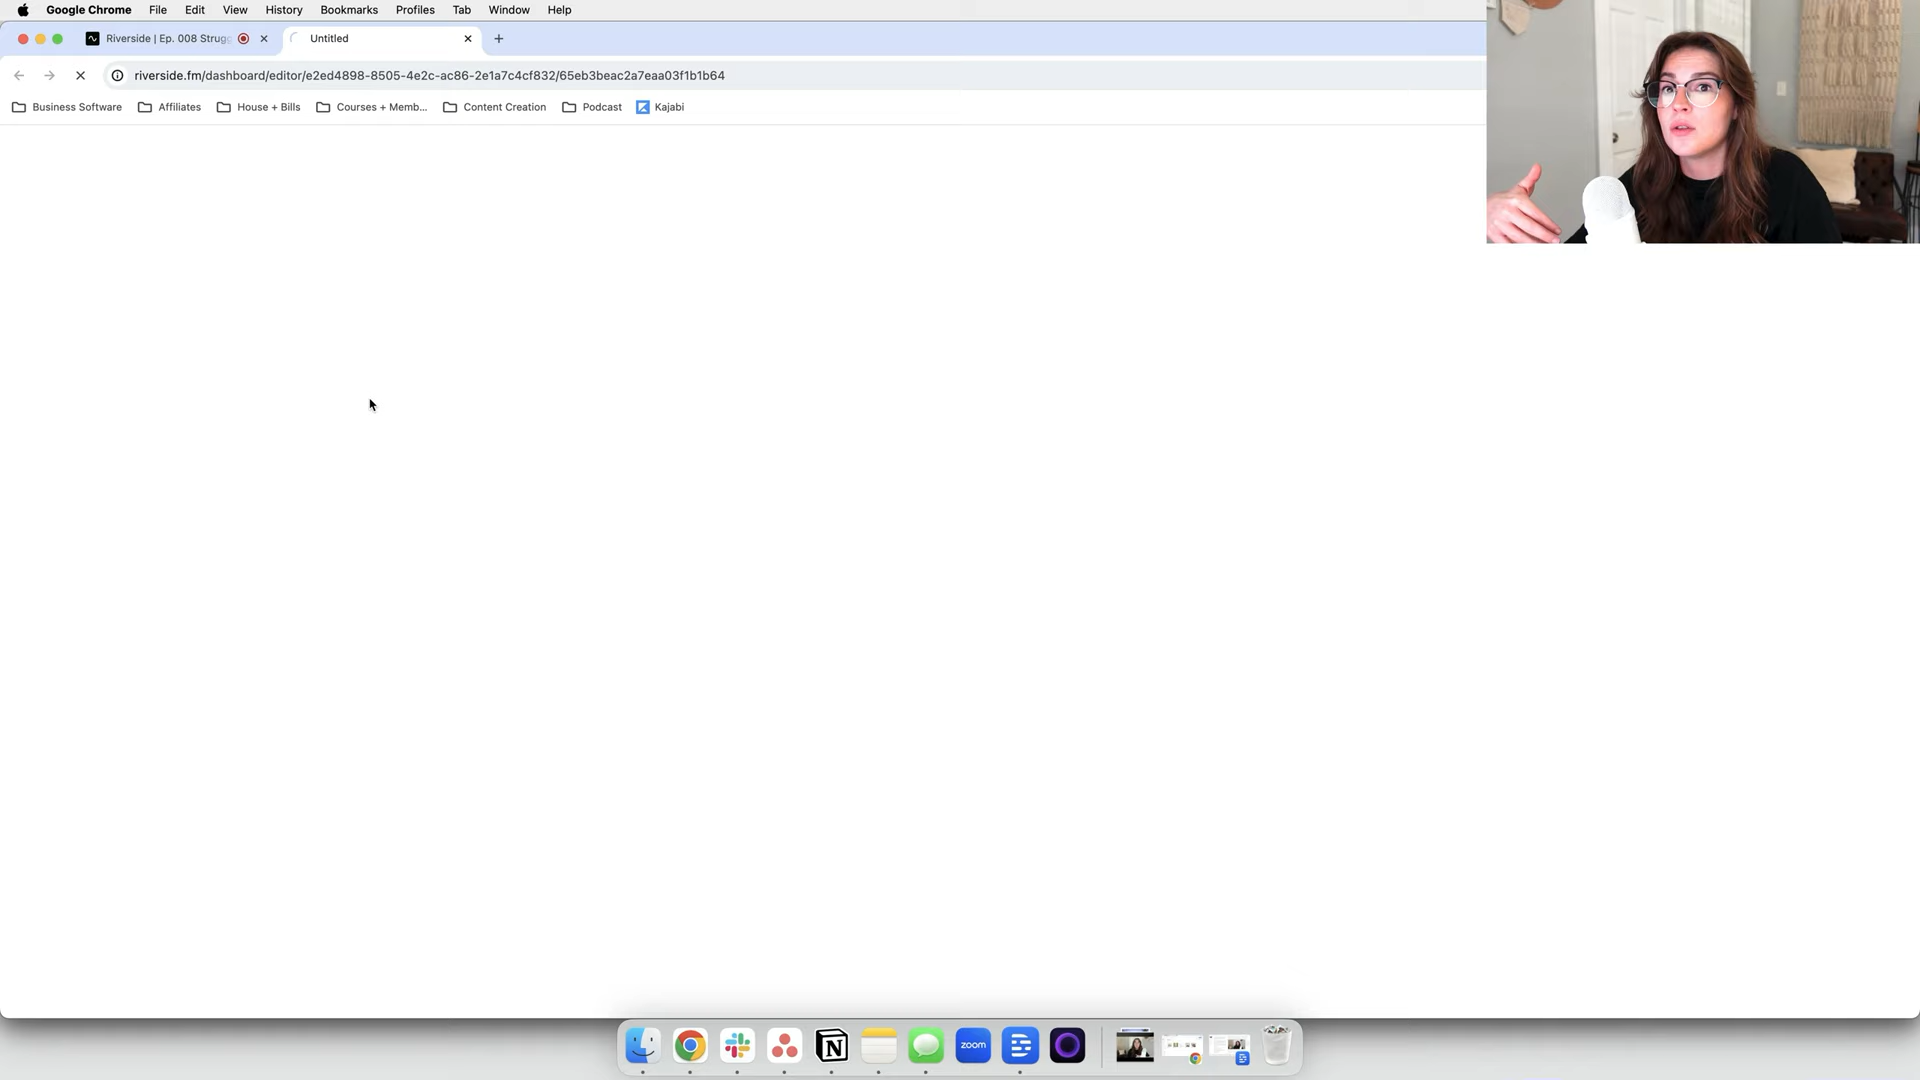 Google Chrome File Edit View History Bookmarks Profiles Tab Window Help
Riverside | Ep. 008 Strugg Untitled
riverside.fm/dashboard/editor/e2ed4898-8505-4e2c-ac86-2e1a7c4cf832/65eb3beac2a7eaa03f1b1b64
Business Software Affiliates House + Bills Courses + Memb... Content Creation Podcast Kajabi
zoom